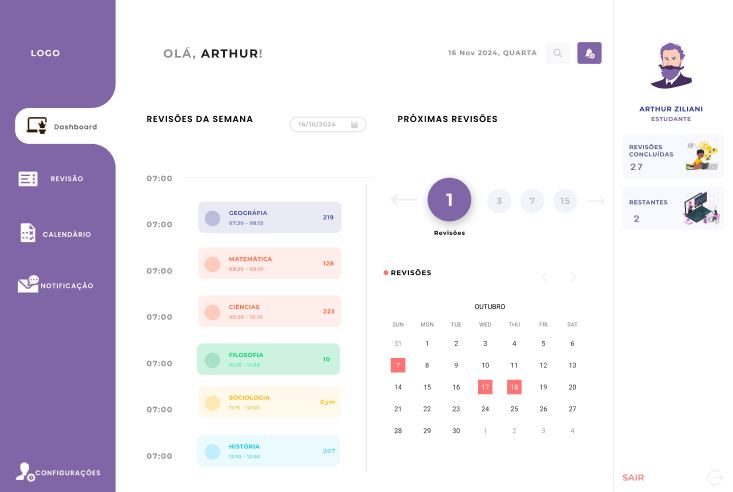 LOGO
Dashboard
REVISÃO
CALENDÁRIO
NOTIFICAÇÃO
CONFIGURAÇÕES
OLÁ, ARTHUR!
16 Nov 2024, QUARTA
REVISÕES DA SEMANA
16/10/2024
07:00
07:00
GEOGRÁFIA
219
07:30 - 08:15
07:00
MATEMÁTICA
128
08:25 - 09:10
07:00
CIÊNCIAS
223
09:20 - 10:10
07:00
FILOSOFIA
10
10:15 - 11:00
07:00
SOCIOLOGIA
Gym
11:15 - 12:00
07:00
HISTÓRIA
207
12:10 - 12:55
PRÓXIMAS REVISÕES
1 3 7 15
Revisões
REVISÕES
OUTUBRO
SUN MON TUE WED THU FRI SAT
31 1 2 3 4 5 6
7 8 9 10 11 12 13
14 15 16 17 18 19 20
21 22 23 24 25 26 27
28 29 30 1 2 3 4
ARTHUR ZILIANI
ESTUDANTE
REVISÕES
CONCLUÍDAS
27
RESTANTES
2
SAIR